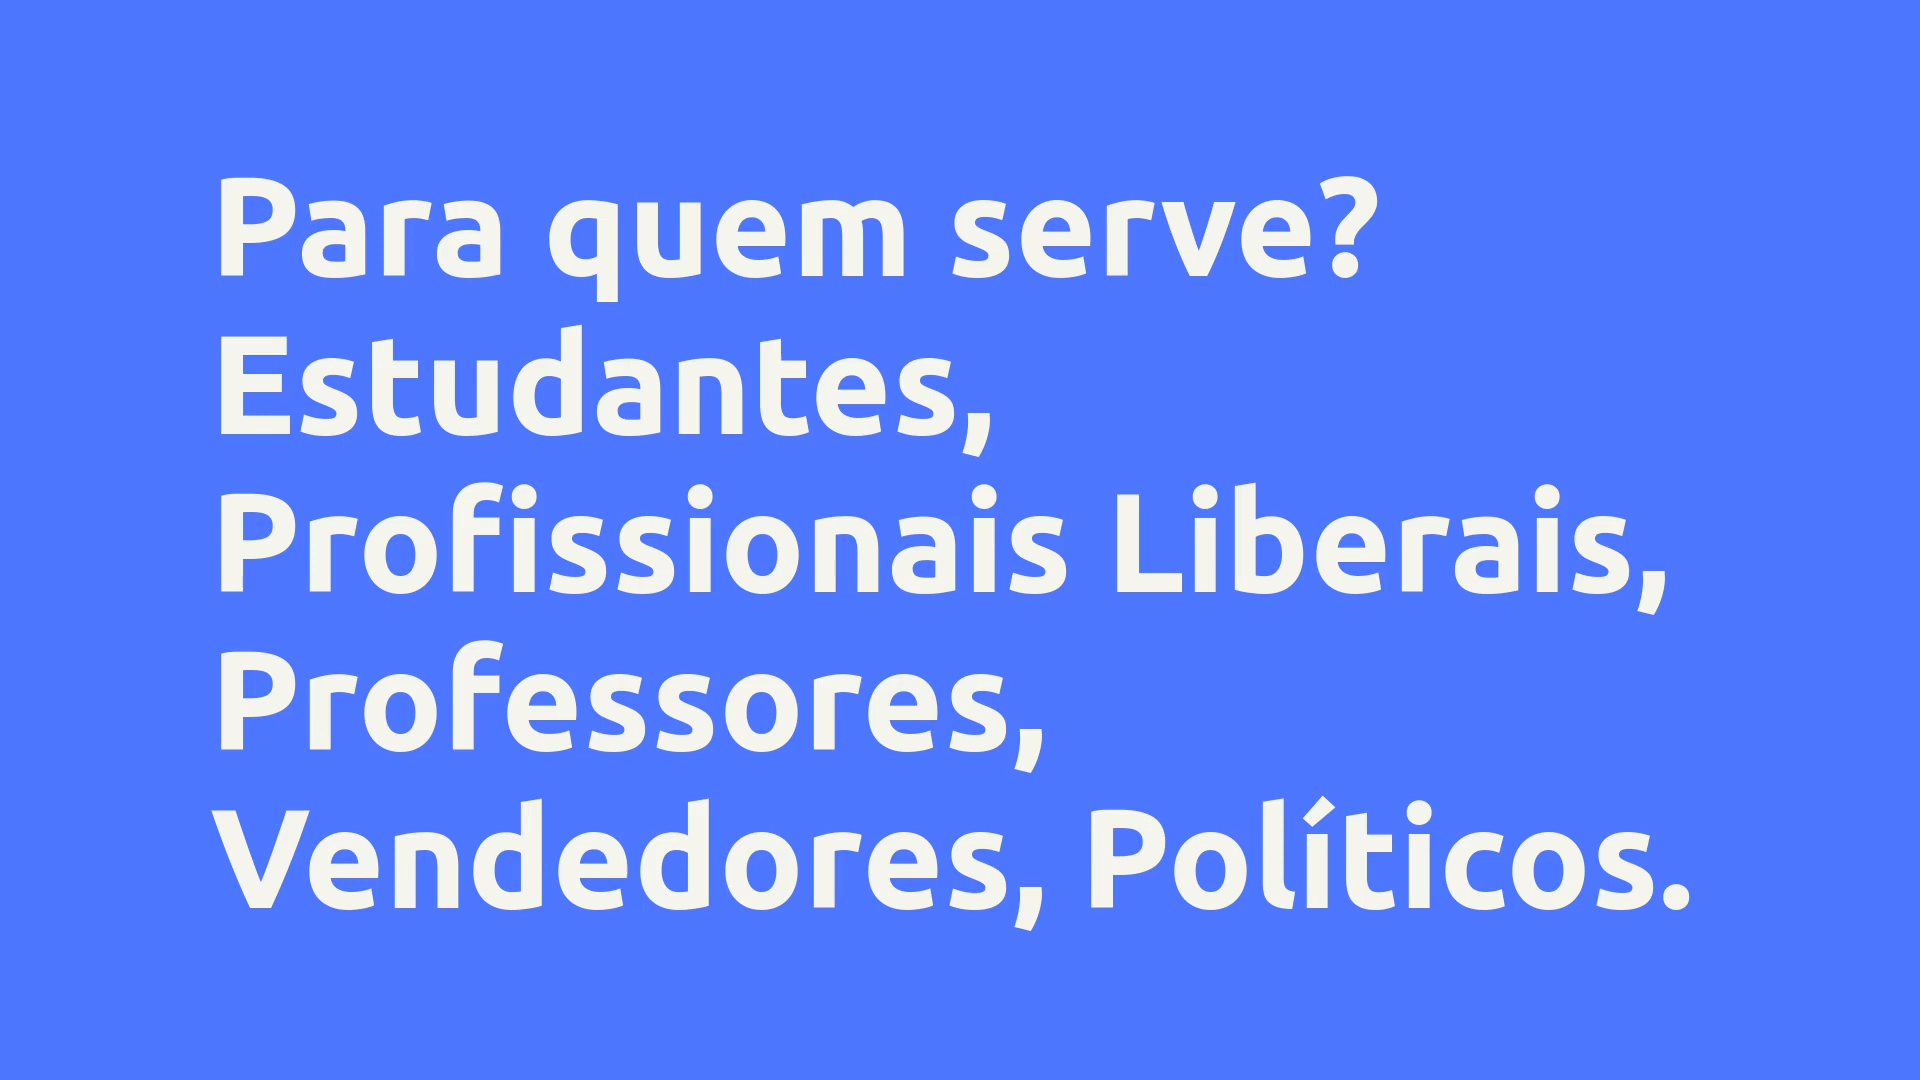 Para quem serve?
Estudantes,
Profissionais Liberais,
Professores,
Vendedores, Políticos.